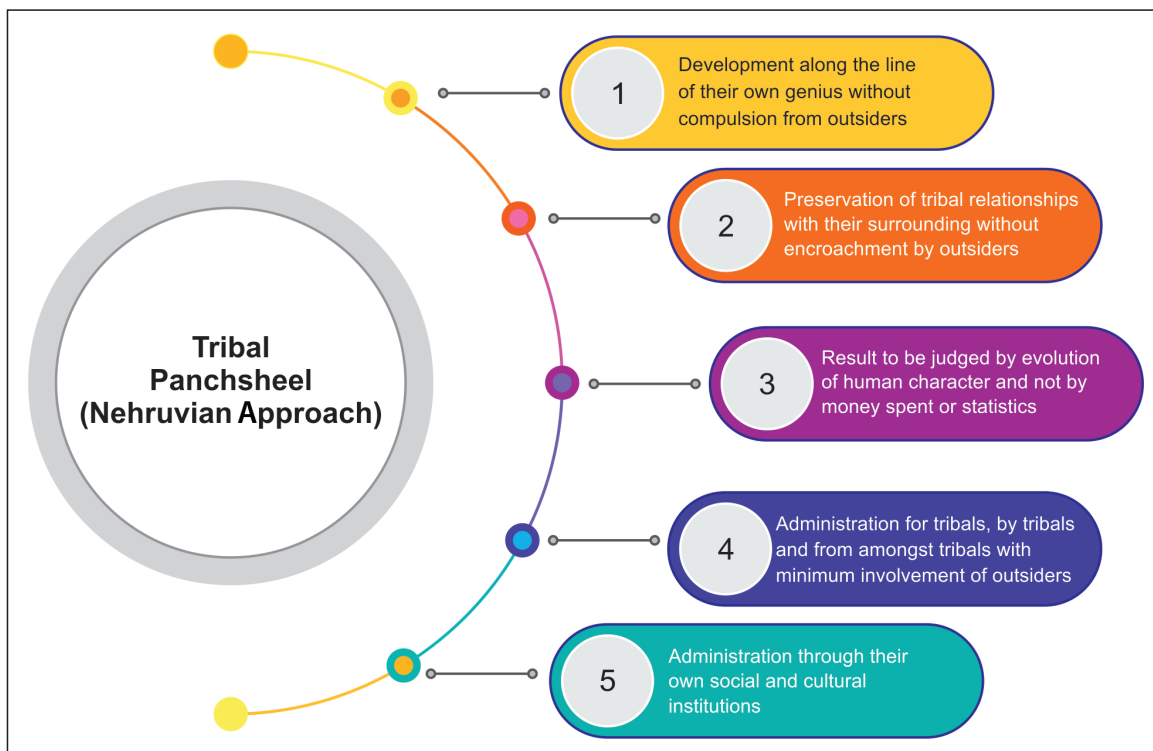 Tribal
Panchsheel
(Nehruvian Approach)
1
Development along the line
of their own genius without
compulsion from outsiders
2
Preservation of tribal relationships
with their surrounding without
encroachment by outsiders
3
Result to be judged by evolution
of human character and not by
money spent or statistics
4
Administration for tribals, by tribals
and from amongst tribals with
minimum involvement of outsiders
5
Administration through their
own social and cultural
institutions